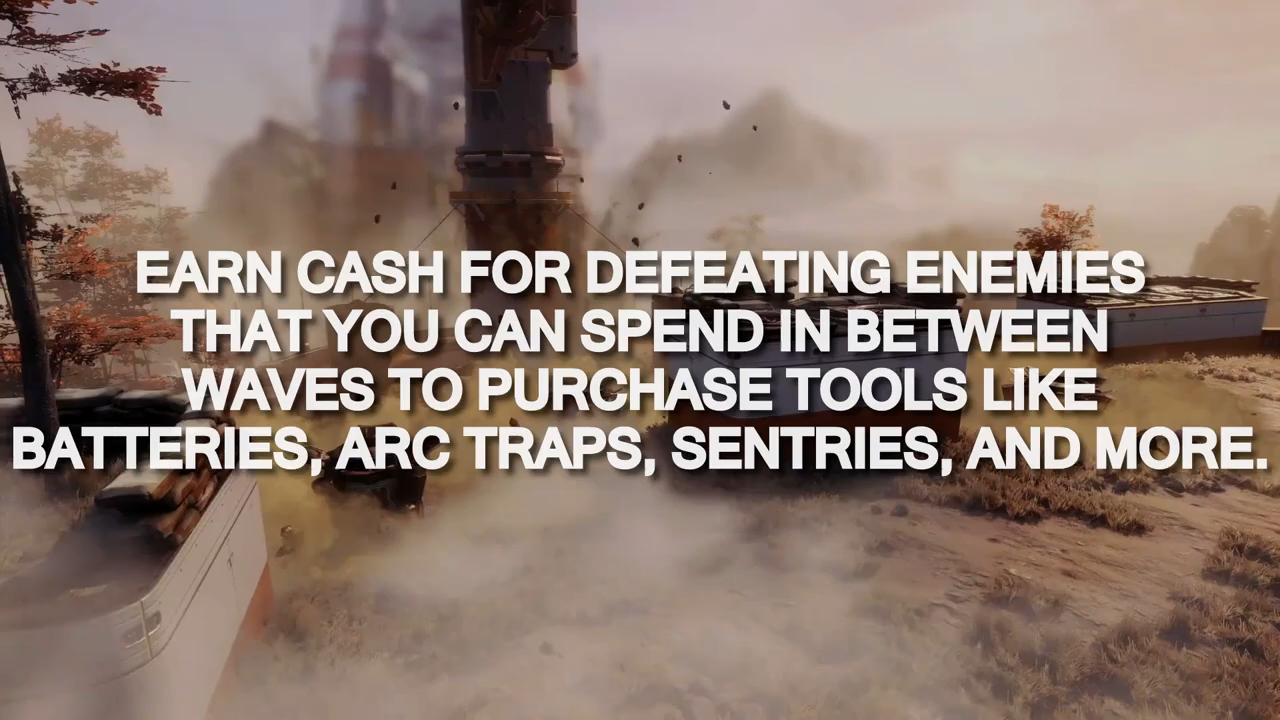 EARN CASH FOR DEFEATING ENEMIES
THAT YOU CAN SPEND IN BETWEEN
WAVES TO PURCHASE TOOLS LIKE
BATTERIES, ARC TRAPS, SENTRIES, AND MORE.